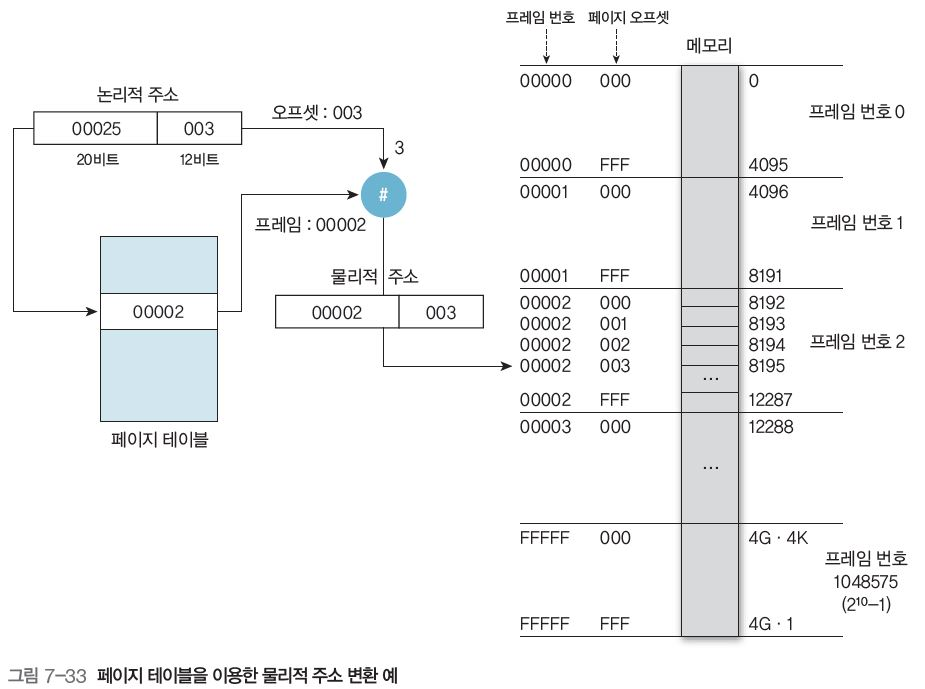 프레임 번호 페이지 오프셋
메모리
논리적 주소
00025 003
20비트 12비트
오프셋 : 003
3
#
프레임 : 00002
00002
페이지 테이블
물리적 주소
00002 003
00000 000 0
프레임 번호 0
00000 FFF 4095
00001 000 4096
프레임 번호 1
00001 FFF 8191
00002 000 8192
00002 001 8193
프레임 번호 2
00002 002 8194
00002 003 8195
…
00002 FFF 12287
00003 000 12288
…
FFFFF 000 4G · 4K
프레임 번호
1048575
(2¹⁰–1)
FFFFF FFF 4G · 1
그림 7–33 페이지 테이블을 이용한 물리적 주소 변환 예